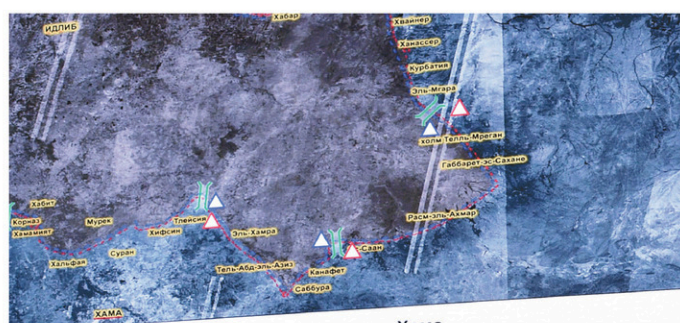 Хабар
ИДЛИБ
Хвайнер
Ханассер
Курбатия
Эль-Мгара
холм Телль-Мреган
Габбарет-эс-Сахане
Хабит
Корназ
Хамамият
Мурек
Тлейсия
Хифсин
Эль-Хамра
Расм-эль-Ахмар
-Саан
Хальфая
Суран
Тель-Абд-эль-Азиз
Канафет
Саббура
ХАМА